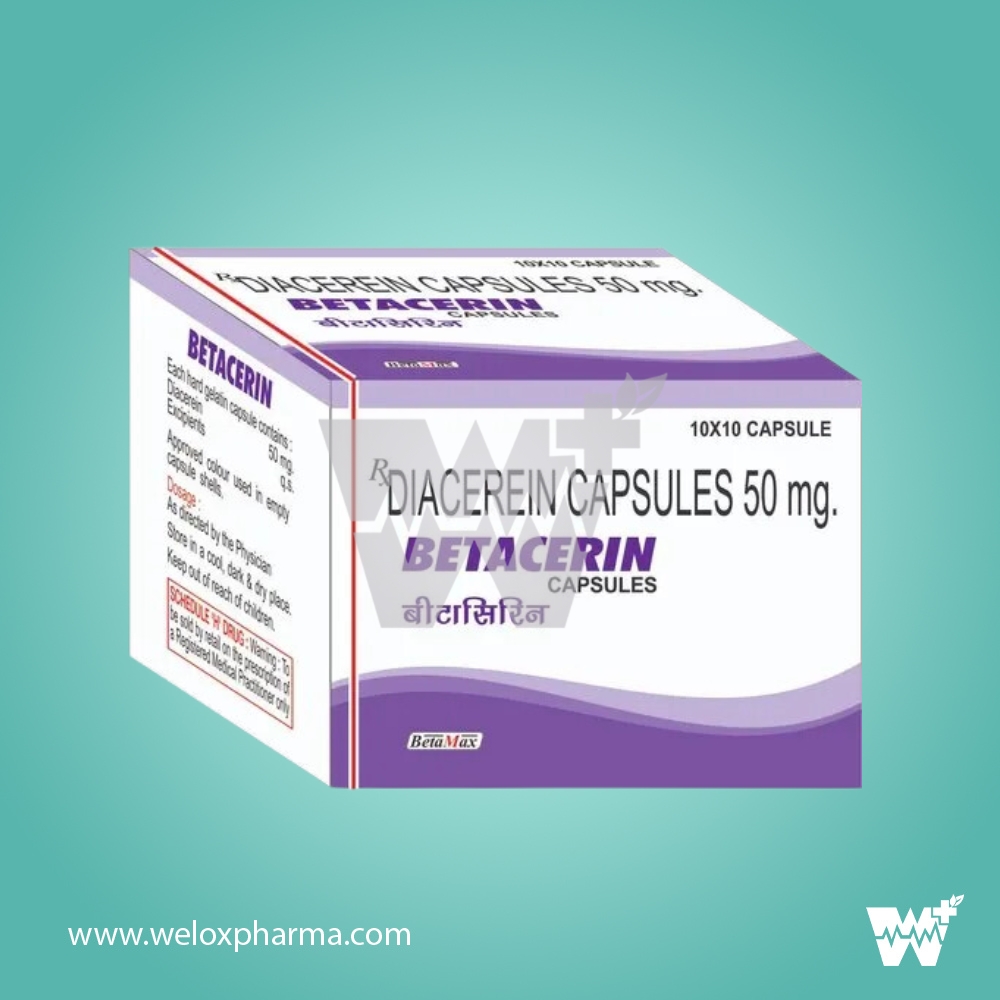 10X10 CAPSULE
Rx DIACEREIN CAPSULES 50 mg.
BETACERIN
CAPSULES
बीटासिरिन
BetaMax
BETACERIN
Each hard gelatin capsule contains :
Diacerein 50 mg.
Excipients q.s.
Approved colour used in empty
capsule shells.
Dosage :
As directed by the Physician
Store in a cool, dark & dry place.
Keep out of reach of children.
SCHEDULE 'H' DRUG : Warning : To
be sold by retail on the prescription of
a Registered Medical Practitioner only
10X10 CAPSULE
Rx DIACEREIN CAPSULES 50 mg.
BETACERIN
CAPSULES
बीटासिरिन
BetaMax
www.weloxpharma.com
W